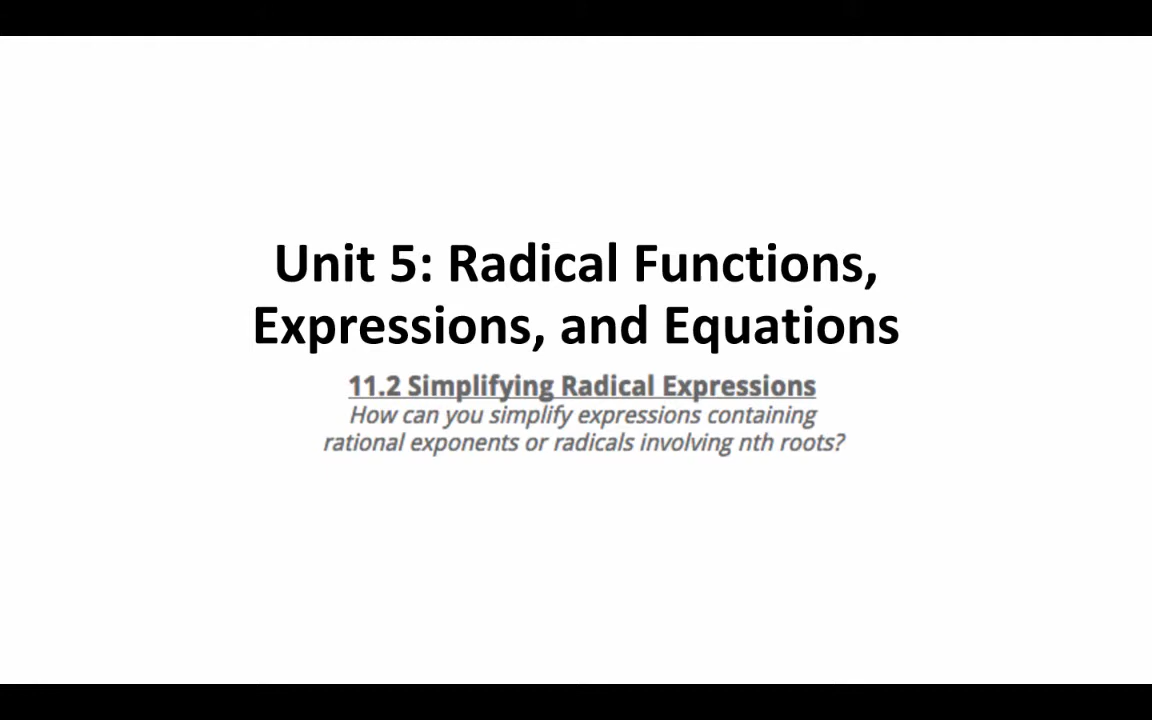 Unit 5: Radical Functions,
Expressions, and Equations
11.2 Simplifying Radical Expressions
How can you simplify expressions containing
rational exponents or radicals involving nth roots?